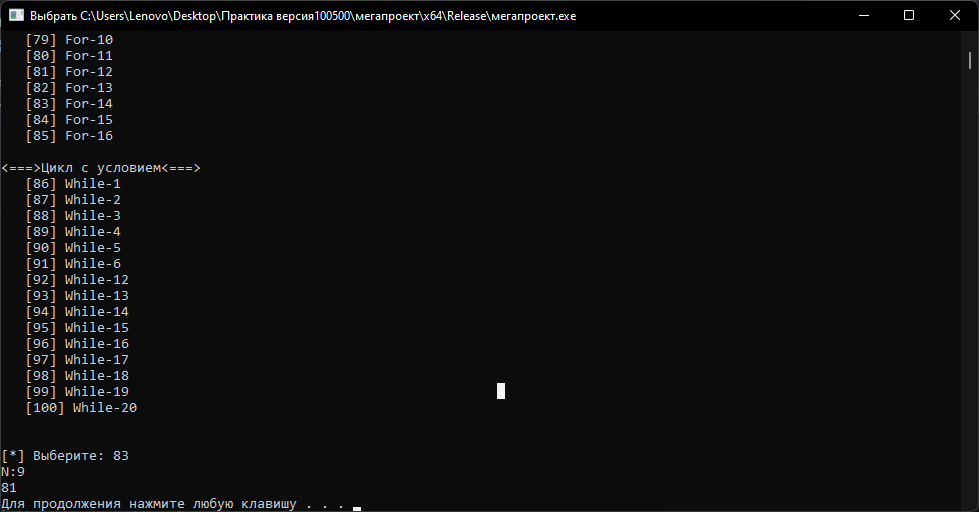 Выбрать C:\Users\Lenovo\Desktop\Практика версия100500\мегапроект\x64\Release\мегапроект.exe
[79] For-10
[80] For-11
[81] For-12
[82] For-13
[83] For-14
[84] For-15
[85] For-16
<===>Цикл с условием<===>
[86] While-1
[87] While-2
[88] While-3
[89] While-4
[90] While-5
[91] While-6
[92] While-12
[93] While-13
[94] While-14
[95] While-15
[96] While-16
[97] While-17
[98] While-18
[99] While-19
[100] While-20
[*] Выберите: 83
N:9
81
Для продолжения нажмите любую клавишу . . .